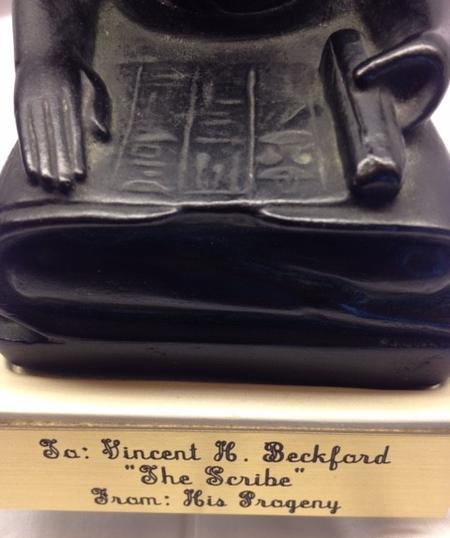 To: Vincent H. Beckford
"The Scribe"
From: His Progeny